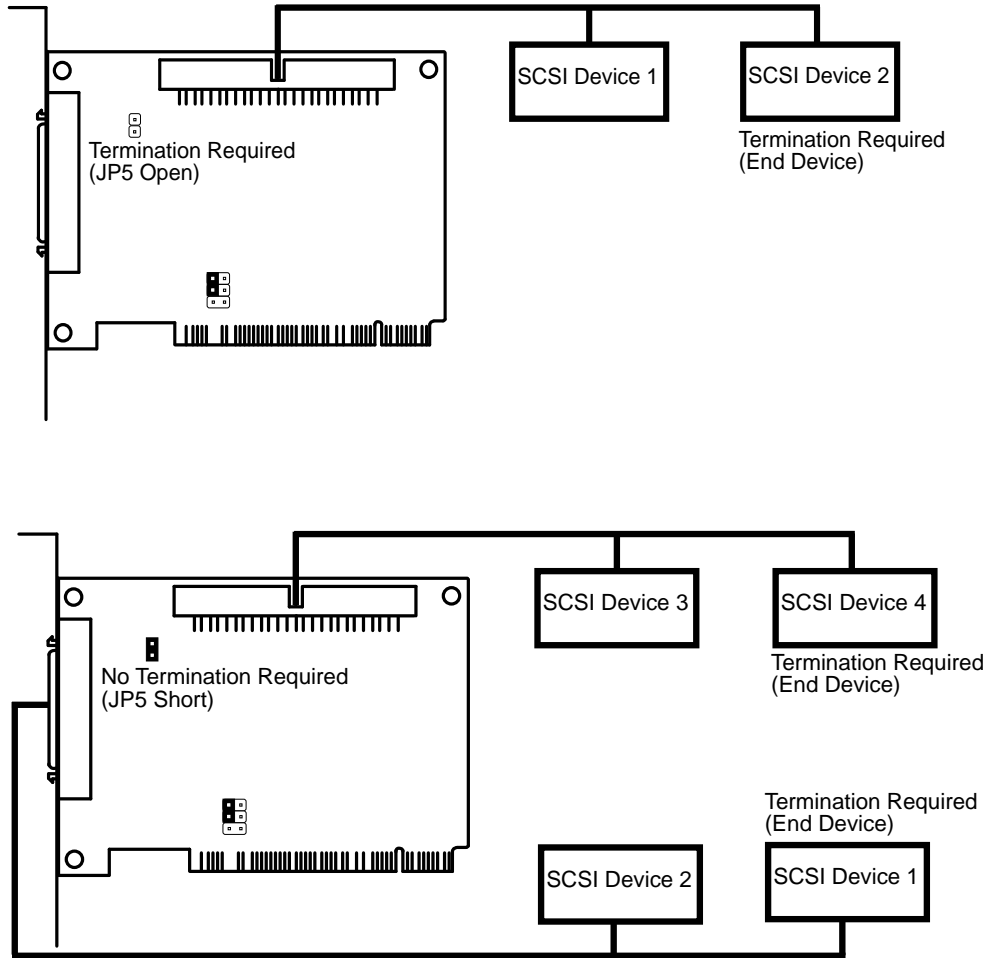 SCSI Device 1
SCSI Device 2
Termination Required
(End Device)
Termination Required
(JP5 Open)
SCSI Device 3
SCSI Device 4
Termination Required
(End Device)
No Termination Required
(JP5 Short)
Termination Required
(End Device)
SCSI Device 2
SCSI Device 1